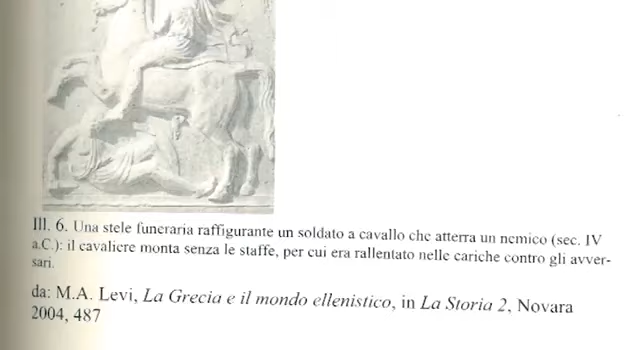 Ill. 6. Una stele funeraria raffigurante un soldato a cavallo che atterra un nemico (sec. IV
a.C.): il cavaliere monta senza le staffe, per cui era rallentato nelle cariche contro gli avver-
sari.
da: M.A. Levi, La Grecia e il mondo ellenistico, in La Storia 2, Novara
2004, 487